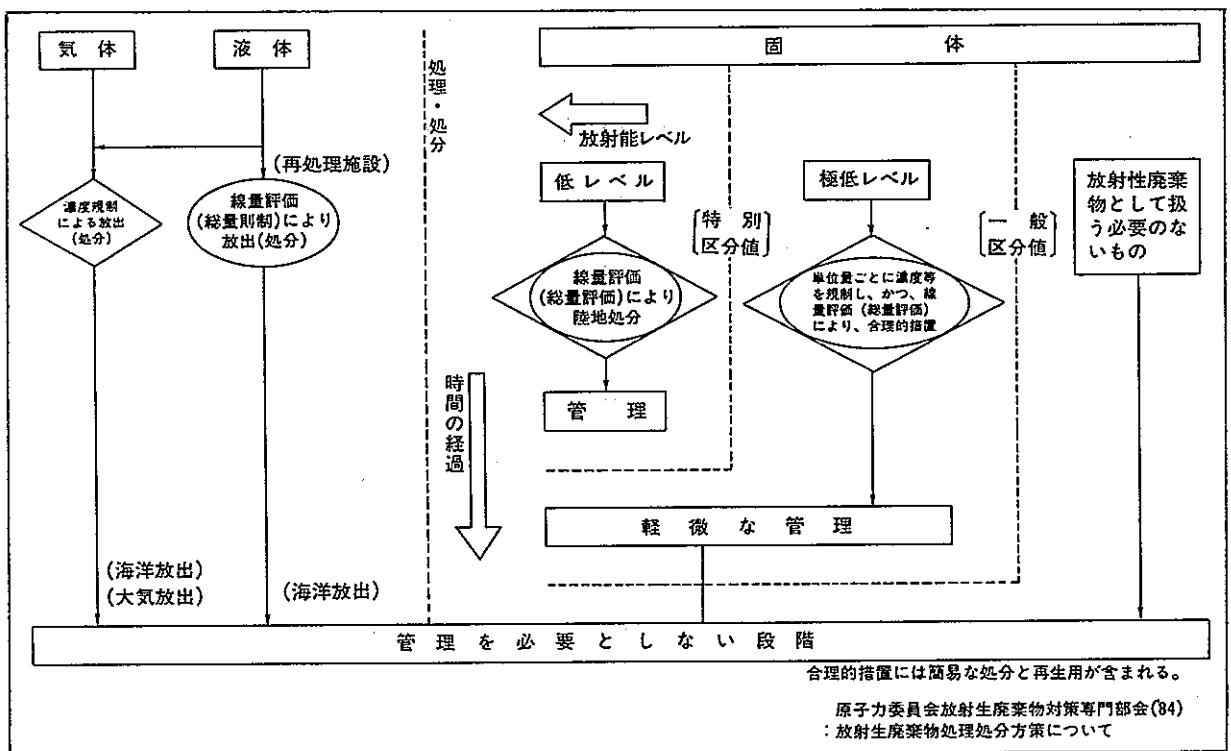 気体
液体
固体
処理・処分
放射能レベル
(再処理施設)
低レベル
極低レベル
放射性廃棄
物として扱
う必要のな
いもの
濃度規制
による放出
(処分)
線量評価
(総量則制)により
放出(処分)
特別
区分値
一般
区分値
線量評価
(総量評価)により
陸地処分
単位量ごとに濃度等
を規制し、かつ、線
量評価(総量評価)
により、合理的措置
時間の経過
管理
軽微な管理
(海洋放出)
(大気放出)
(海洋放出)
管理を必要としない段階
合理的措置には簡易な処分と再生用が含まれる。
原子力委員会放射生廃棄物対策専門部会('84)
:放射生廃棄物処理処分方策について